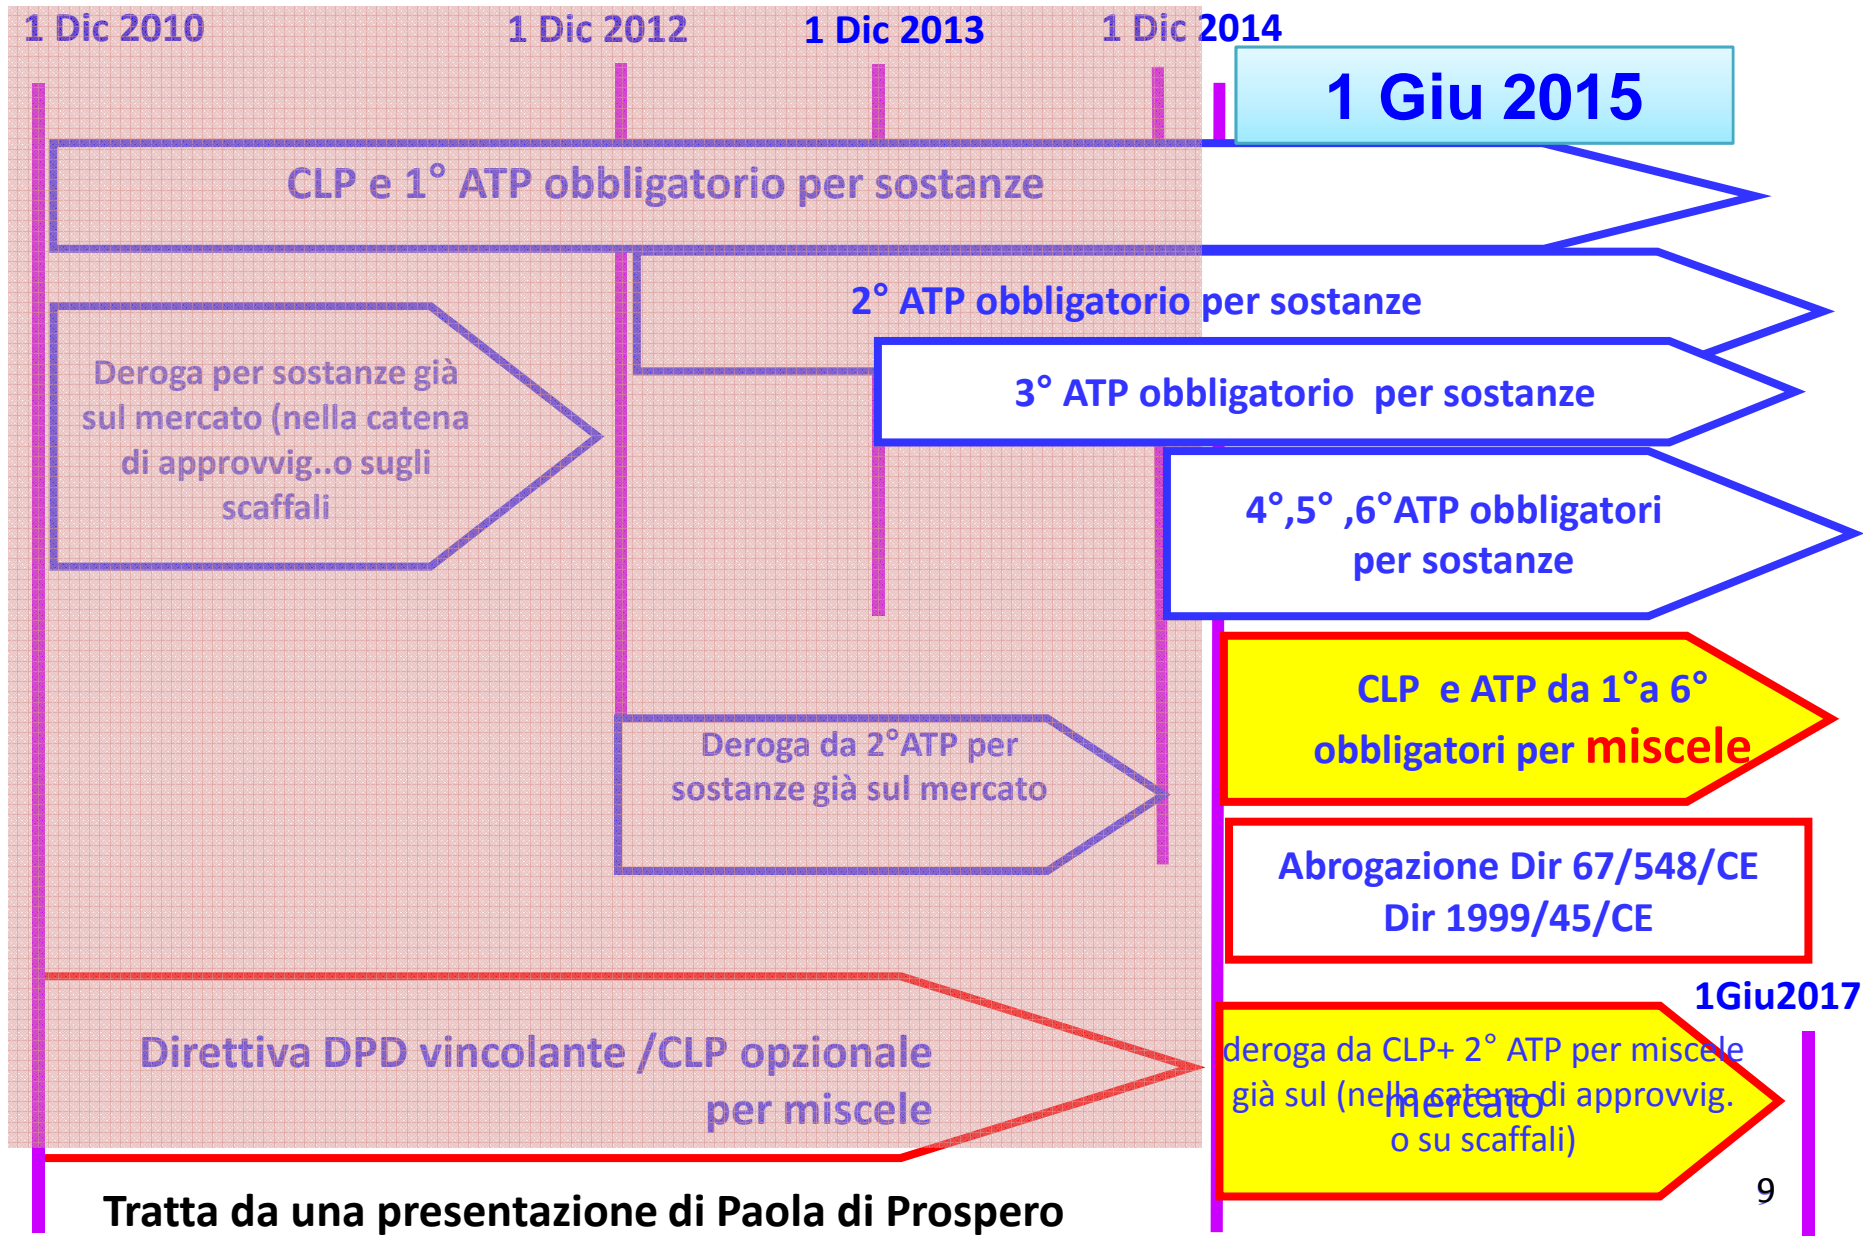 1 Dic 2010
1 Dic 2012
1 Dic 2013
1 Dic 2014
1 Giu 2015
CLP e 1° ATP obbligatorio per sostanze
2° ATP obbligatorio per sostanze
Deroga per sostanze già
sul mercato (nella catena
di approvvig..o sugli
scaffali
3° ATP obbligatorio per sostanze
4°,5° ,6°ATP obbligatori
per sostanze
CLP e ATP da 1°a 6°
obbligatori per miscele
Deroga da 2°ATP per
sostanze già sul mercato
Abrogazione Dir 67/548/CE
Dir 1999/45/CE
1Giu2017
Direttiva DPD vincolante /CLP opzionale
per miscele
deroga da CLP+ 2° ATP per miscele
già sul (nella catena di approvvig.
mercato
o su scaffali)
9
Tratta da una presentazione di Paola di Prospero